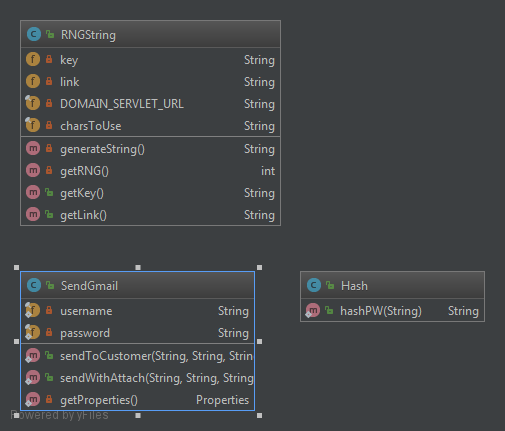 RNGString
key String
link String
DOMAIN_SERVLET_URL String
charsToUse String
generateString() String
getRNG() int
getKey() String
getLink() String
SendGmail
username String
password String
sendToCustomer(String, String, Strin
sendWithAttach(String, String, String
getProperties() Properties
Hash
hashPW(String) String
Powered by yFiles